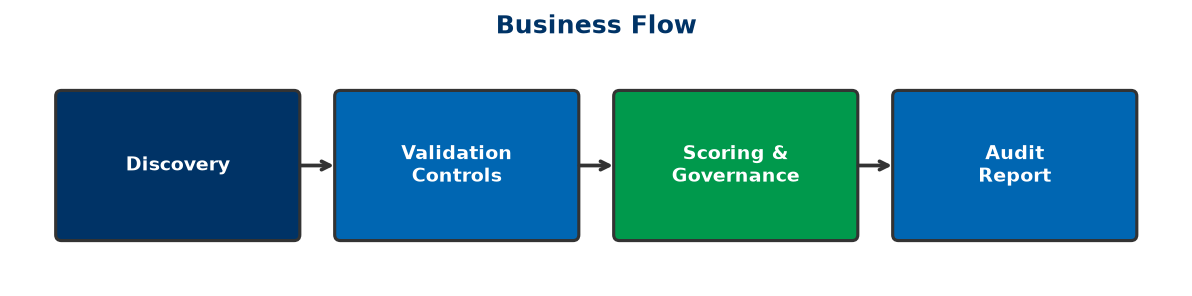 Business Flow
Discovery
Validation
Controls
Scoring &
Governance
Audit
Report